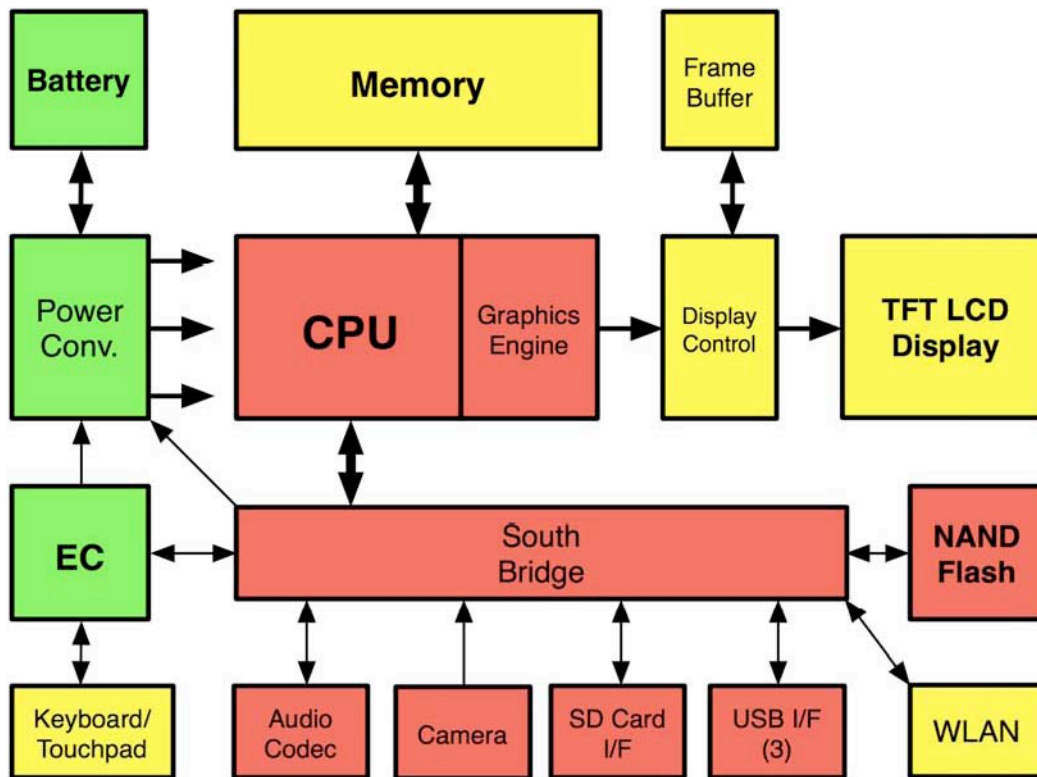 Battery
Memory
Frame
Buffer
Power
Conv.
CPU
Graphics
Engine
Display
Control
TFT LCD
Display
EC
South
Bridge
NAND
Flash
Keyboard/
Touchpad
Audio
Codec
Camera
SD Card
I/F
USB I/F
(3)
WLAN